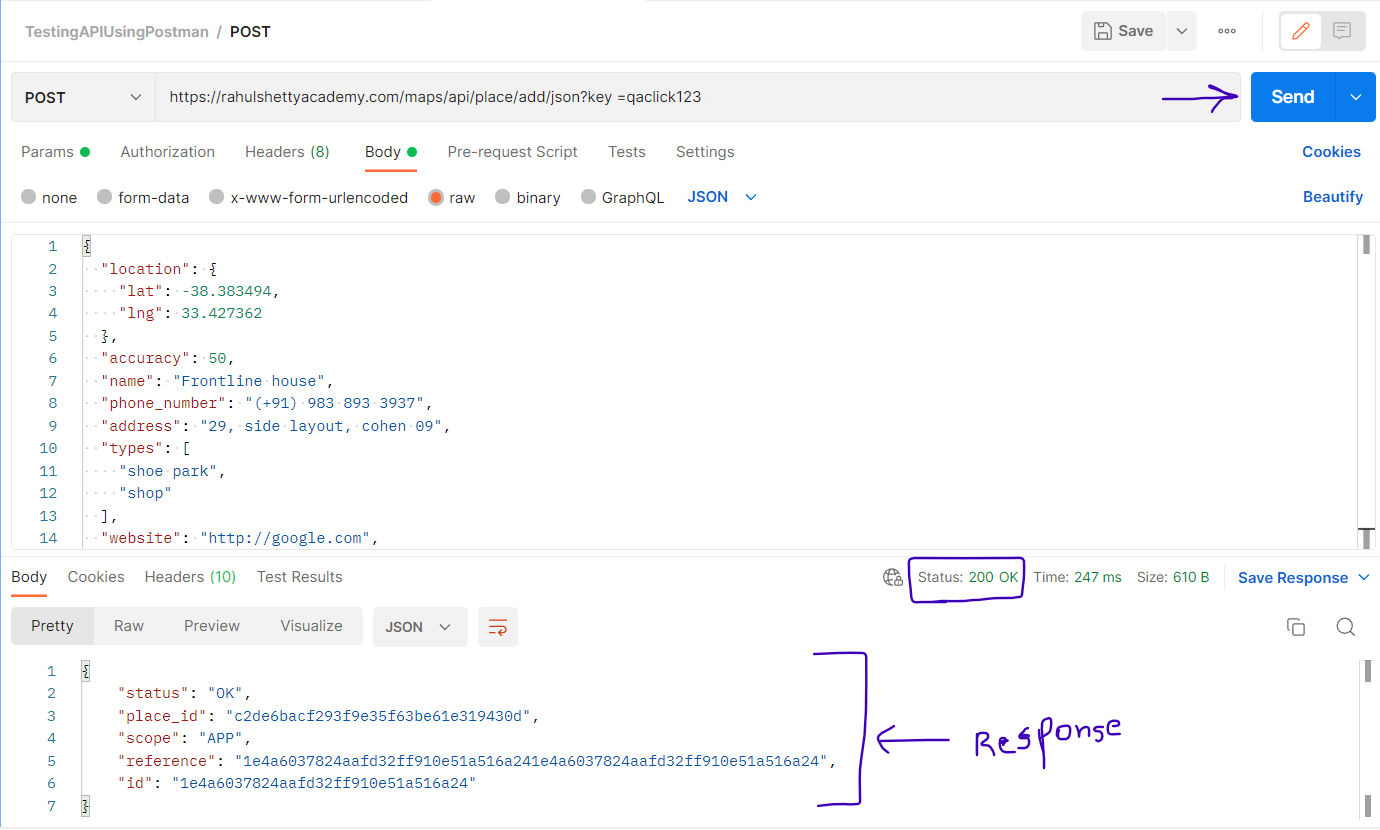 TestingAPIUsingPostman / POST
Save
POST https://rahulshettyacademy.com/maps/api/place/add/json?key =qaclick123 Send
Params Authorization Headers (8) Body Pre-request Script Tests Settings Cookies
none form-data x-www-form-urlencoded raw binary GraphQL JSON Beautify
1 {
2 "location": {
3 "lat": -38.383494,
4 "lng": 33.427362
5 },
6 "accuracy": 50,
7 "name": "Frontline house",
8 "phone_number": "(+91) 983 893 3937",
9 "address": "29, side layout, cohen 09",
10 "types": [
11 "shoe park",
12 "shop"
13 ],
14 "website": "http://google.com",
Body Cookies Headers (10) Test Results Status: 200 OK Time: 247 ms Size: 610 B Save Response
Pretty Raw Preview Visualize JSON
1 {
2 "status": "OK",
3 "place_id": "c2de6bacf293f9e35f63be61e319430d",
4 "scope": "APP",
5 "reference": "1e4a6037824aafd32ff910e51a516a241e4a6037824aafd32ff910e51a516a24",
6 "id": "1e4a6037824aafd32ff910e51a516a24"
7 }
Response